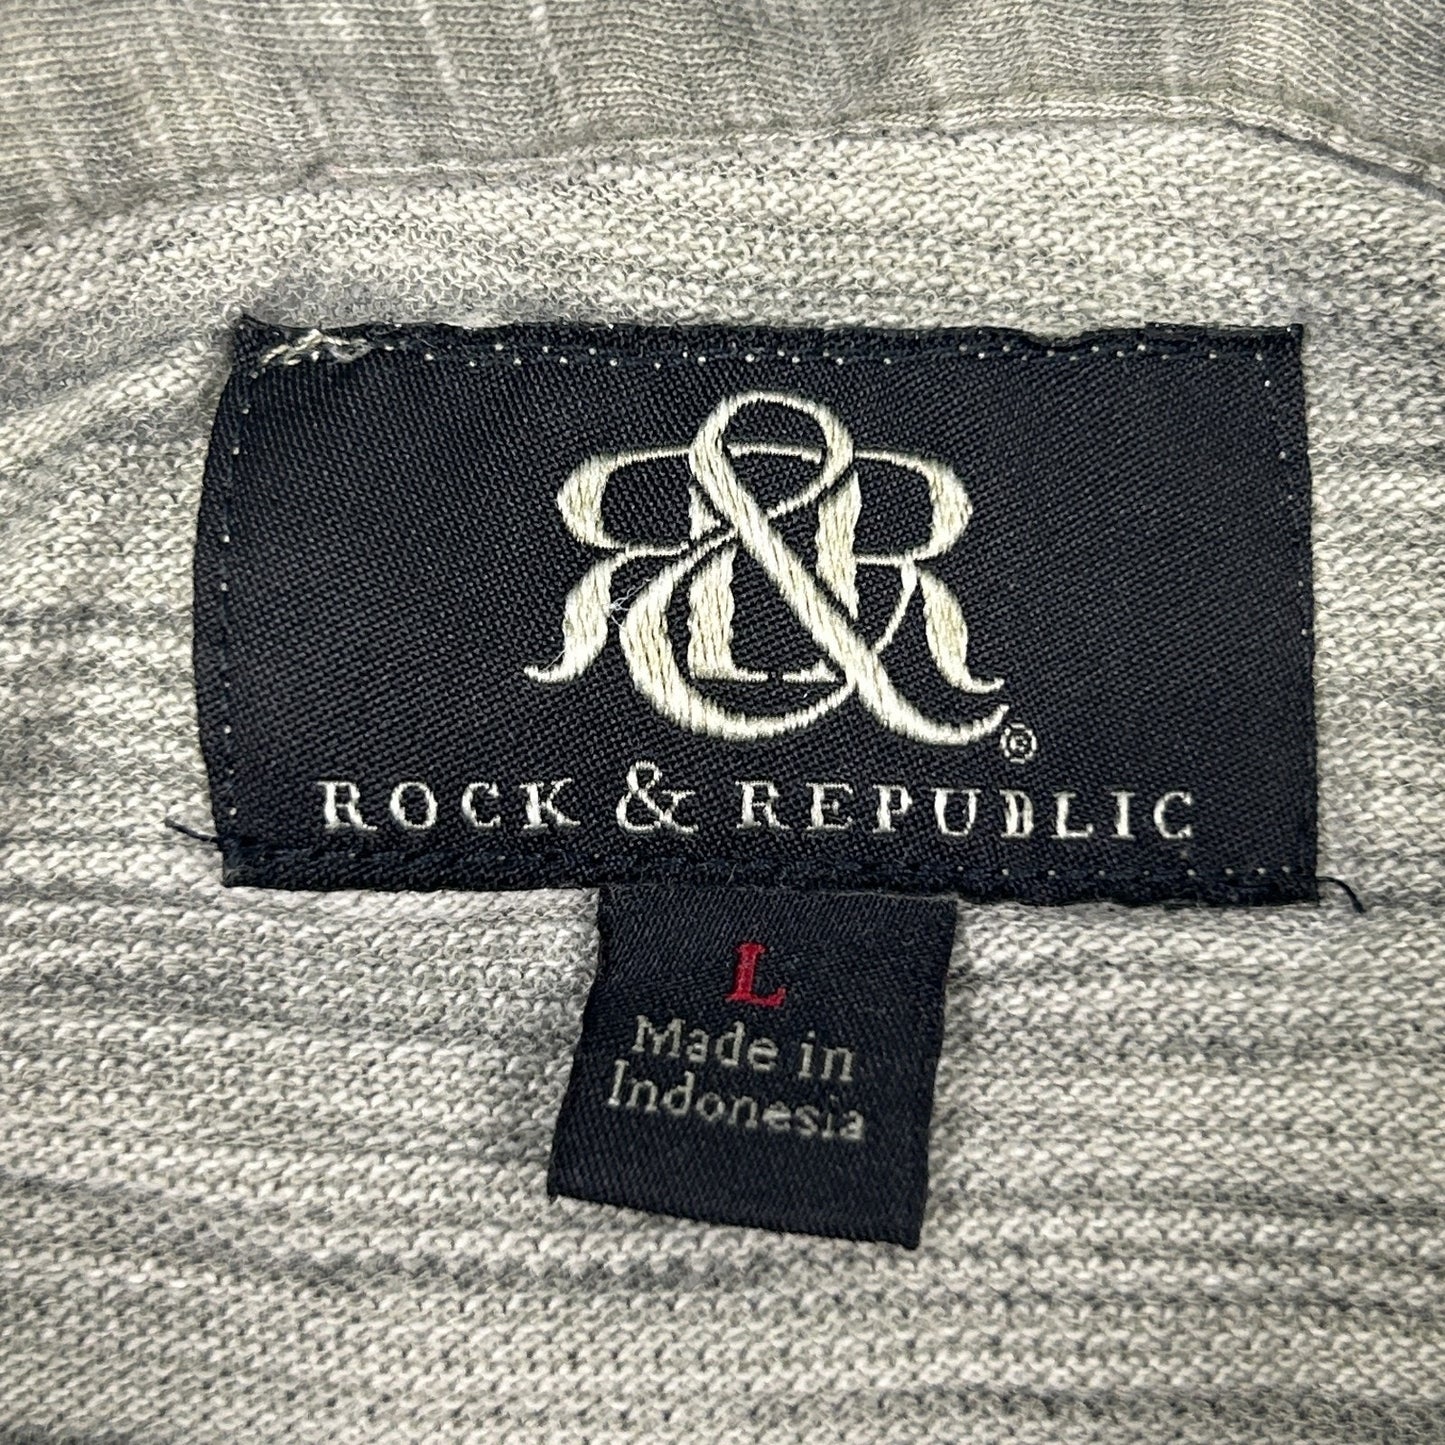 R&R®
ROCK & REPUBLIC
L
Made in
Indonesia